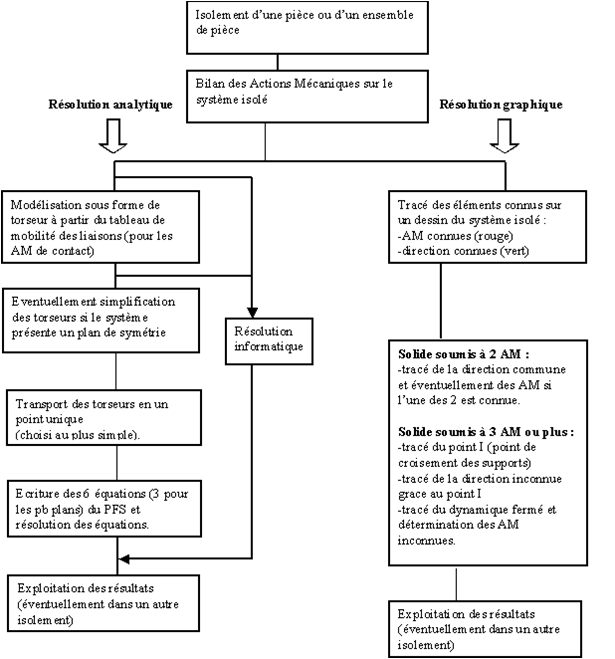 Isolement d'une pièce ou d'un ensemble
de pièce
Bilan des Actions Mécaniques sur le
système isolé
Résolution analytique
Résolution graphique
Modélisation sous forme de
torseur à partir du tableau de
mobilité des liaisons (pour les
AM de contact)
Eventuellement simplification
des torseurs si le système
présente un plan de symétrie
Résolution
informatique
Transport des torseurs en un
point unique
(choisi au plus simple).
Ecriture des 6 équations (3 pour
les pb plans) du PFS et
résolution des équations.
Exploitation des résultats
(éventuellement dans un autre
isolement)
Tracé des éléments connus sur
un dessin du système isolé :
-AM connues (rouge)
-direction connues (vert)
Solide soumis à 2 AM :
-tracé de la direction commune
et éventuellement des AM si
l'une des 2 est connue.
Solide soumis à 3 AM ou plus :
-tracé du point I (point de
croisement des supports)
-tracé de la direction inconnue
grace au point I
-tracé du dynamique fermé et
détermination des AM
inconnues.
Exploitation des résultats
(éventuellement dans un autre
isolement)